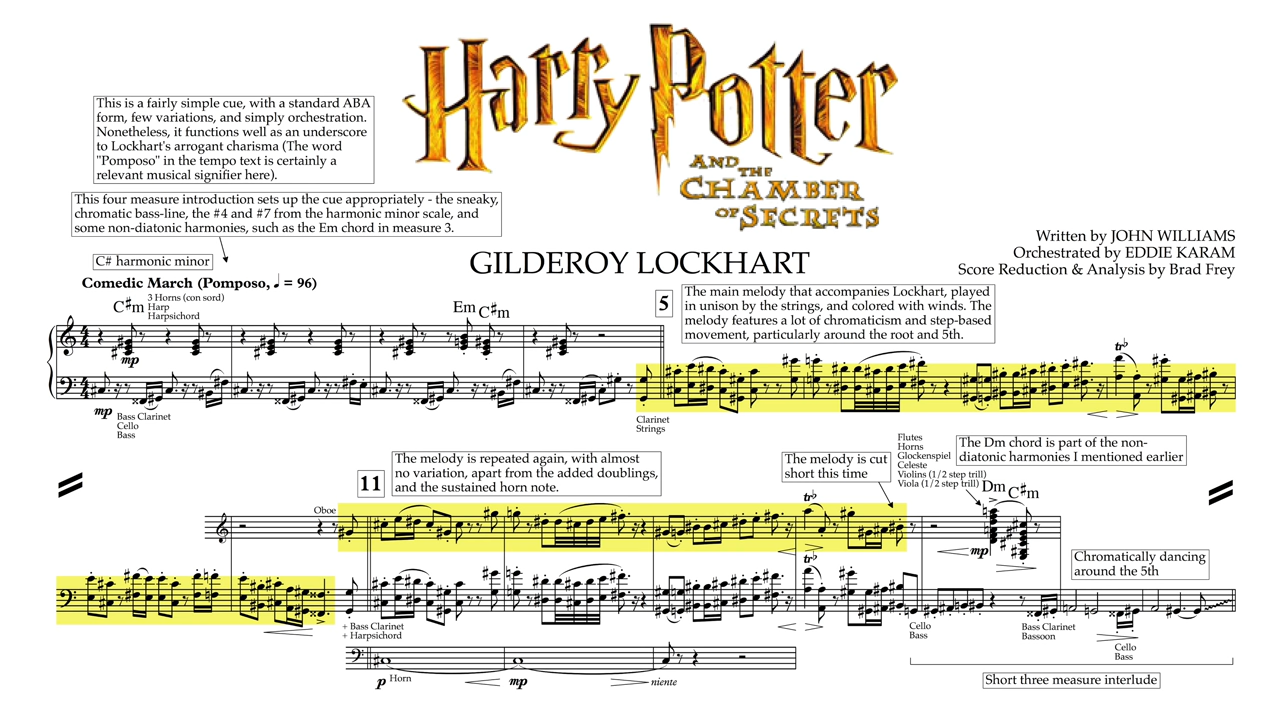 Harry Potter
AND THE
CHAMBER
OF SECRETS
This is a fairly simple cue, with a standard ABA
form, few variations, and simply orchestration.
Nonetheless, it functions well as an underscore
to Lockhart's arrogant charisma (The word
"Pomposo" in the tempo text is certainly a
relevant musical signifier here).
This four measure introduction sets up the cue appropriately - the sneaky,
chromatic bass-line, the #4 and #7 from the harmonic minor scale, and
some non-diatonic harmonies, such as the Em chord in measure 3.
Written by JOHN WILLIAMS
Orchestrated by EDDIE KARAM
Score Reduction & Analysis by Brad Frey
GILDEROY LOCKHART
C# harmonic minor
Comedic March (Pomposo, ♩ = 96)
C♯m
3 Horns (con sord)
Harp
Harpsichord
Em C♯m
5
The main melody that accompanies Lockhart, played
in unison by the strings, and colored with winds. The
melody features a lot of chromaticism and step-based
movement, particularly around the root and 5th.
mp
tr♭
mp
Bass Clarinet
Cello
Bass
Clarinet
Strings
11
The melody is repeated again, with almost
no variation, apart from the added doublings,
and the sustained horn note.
The melody is cut
short this time
Flutes
Horns
Glockenspiel
Celeste
Violins (1/2 step trill)
Viola (1/2 step trill)
The Dm chord is part of the non-
diatonic harmonies I mentioned earlier
Dm C♯m
Oboe
tr♭
mp
tr♭
Chromatically dancing
around the 5th
+ Bass Clarinet
+ Harpsichord
Cello
Bass
Bass Clarinet
Bassoon
Cello
Bass
p Horn
mp
niente
Short three measure interlude